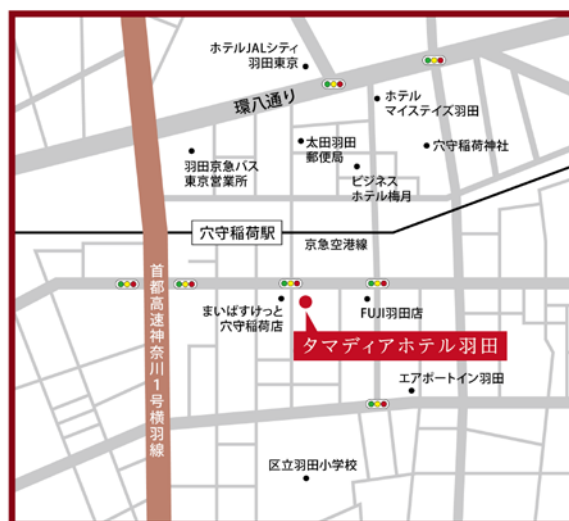 ホテルJALシティ
羽田東京
環八通り
ホテル
マイステイズ羽田
太田羽田
郵便局
穴守稲荷神社
羽田京急バス
東京営業所
ビジネス
ホテル梅月
穴守稲荷駅
京急空港線
首都高速神奈川1号横羽線
まいばすけっと
穴守稲荷店
FUJI羽田店
タマディアホテル羽田
エアポートイン羽田
区立羽田小学校